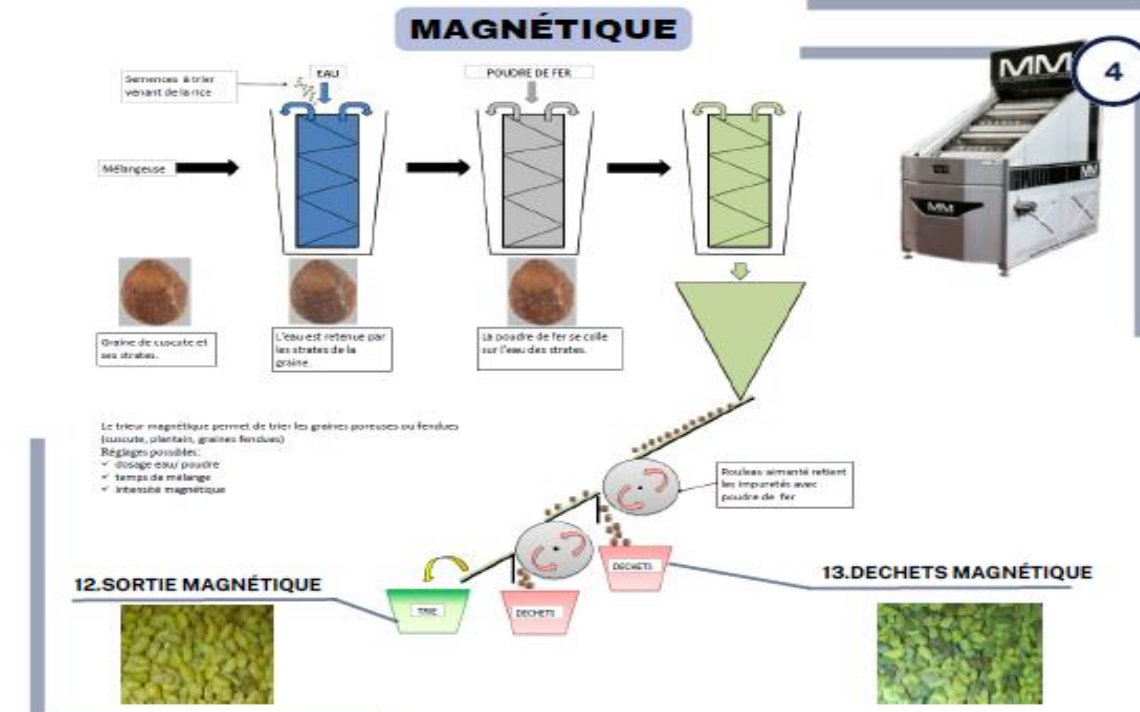 MAGNÉTIQUE
MM
4
Semences à trier
venant de la rice
EAU
POUDRE DE FER
Mélangeuse
MM
MM
Graine de cuscute et
ses strates.
L'eau est retenue par
les strates de la
graine.
La poudre de fer se colle
sur l'eau des strates.
Le trieur magnétique permet de trier les graines poreuses ou fendues
(cuscute, plantain, graines fendues)
Réglages possibles:
✓ dosage eau/ poudre
✓ temps de mélange
✓ intensité magnétique
Rouleau aimanté retient
les impuretés avec
poudre de fer
DECHETS
12.SORTIE MAGNÉTIQUE
13.DECHETS MAGNÉTIQUE
TRIE
DECHETS